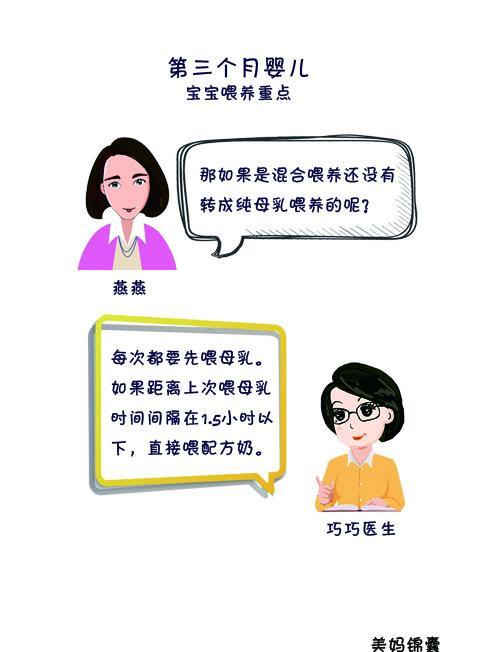 第三个月婴儿
宝宝喂养重点
那如果是混合喂养还没有
转成纯母乳喂养的呢？
燕燕
每次都要先喂母乳。
如果距离上次喂母乳
时间间隔在1.5小时以
下，直接喂配方奶。
巧巧医生
美妈锦囊